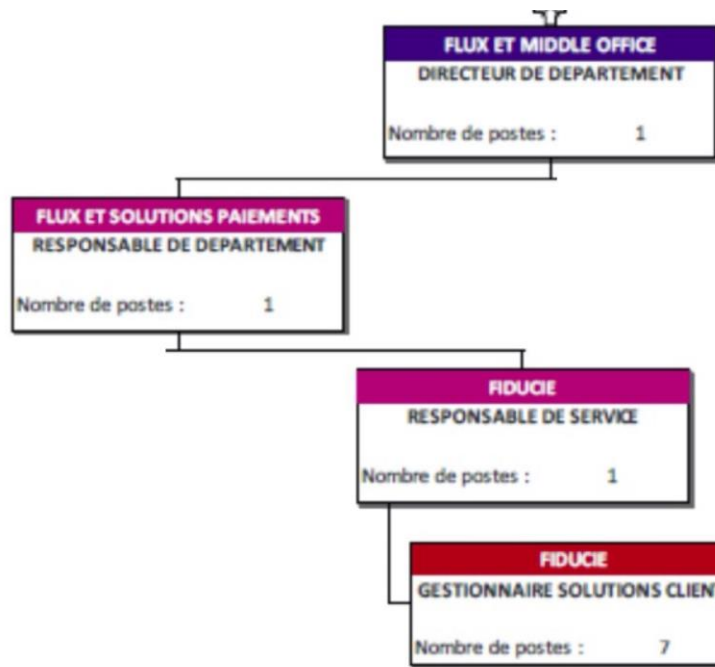 FLUX ET MIDDLE OFFICE
DIRECTEUR DE DEPARTEMENT
Nombre de postes : 1
FLUX ET SOLUTIONS PAIEMENTS
RESPONSABLE DE DEPARTEMENT
Nombre de postes : 1
FIDUCIE
RESPONSABLE DE SERVICE
Nombre de postes : 1
FIDUCIE
GESTIONNAIRE SOLUTIONS CLIENT
Nombre de postes : 7